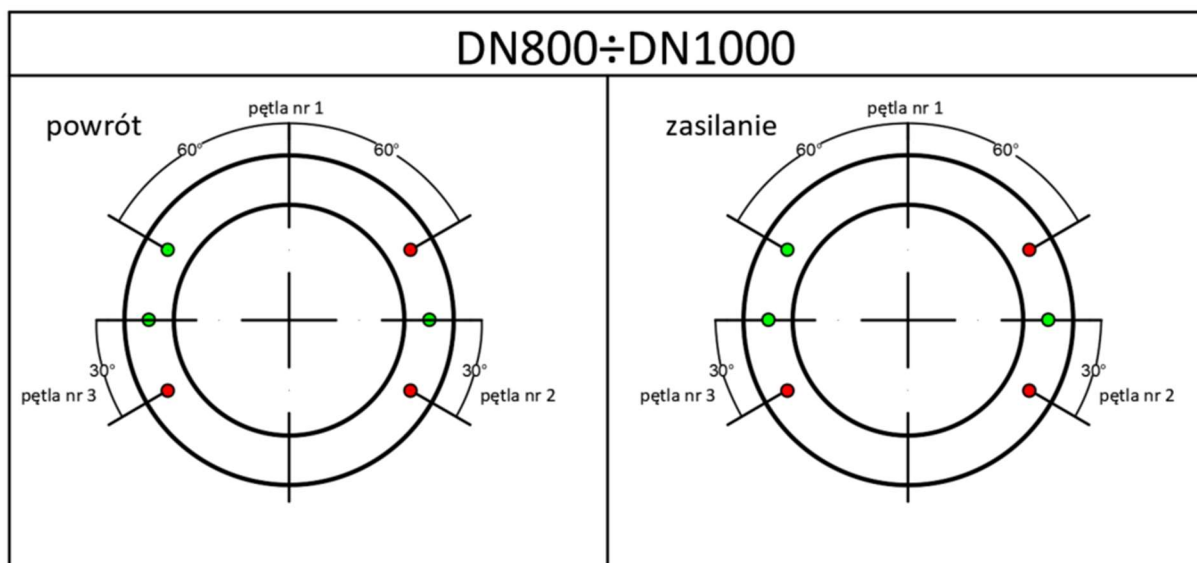 DN800÷DN1000
powrót
pętla nr 1
60°
60°
30°
pętla nr 3
30°
pętla nr 2
zasilanie
pętla nr 1
60°
60°
30°
pętla nr 3
30°
pętla nr 2